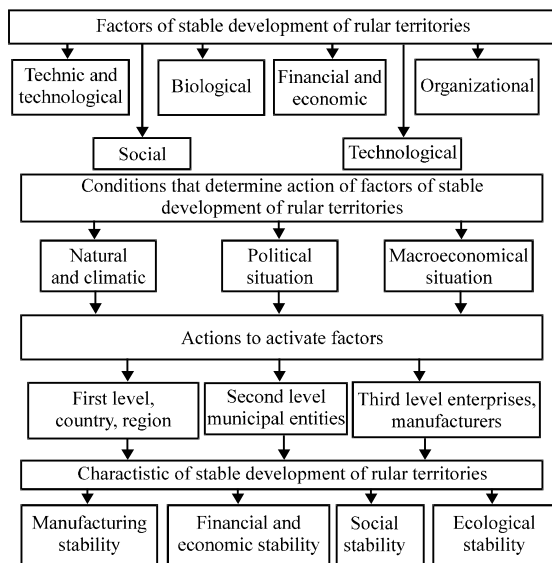 Factors of stable development of rular territories
Technic and
technological
Biological
Financial and
economic
Organizational
Social
Technological
Conditions that determine action of factors of stable
development of rular territories
Natural
and climatic
Political
situation
Macroeconomical
situation
Actions to activate factors
First level,
country, region
Second level
municipal entities
Third level enterprises,
manufacturers
Charctistic of stable development of rular territories
Manufacturing
stability
Financial and
economic stability
Social
stability
Ecological
stability